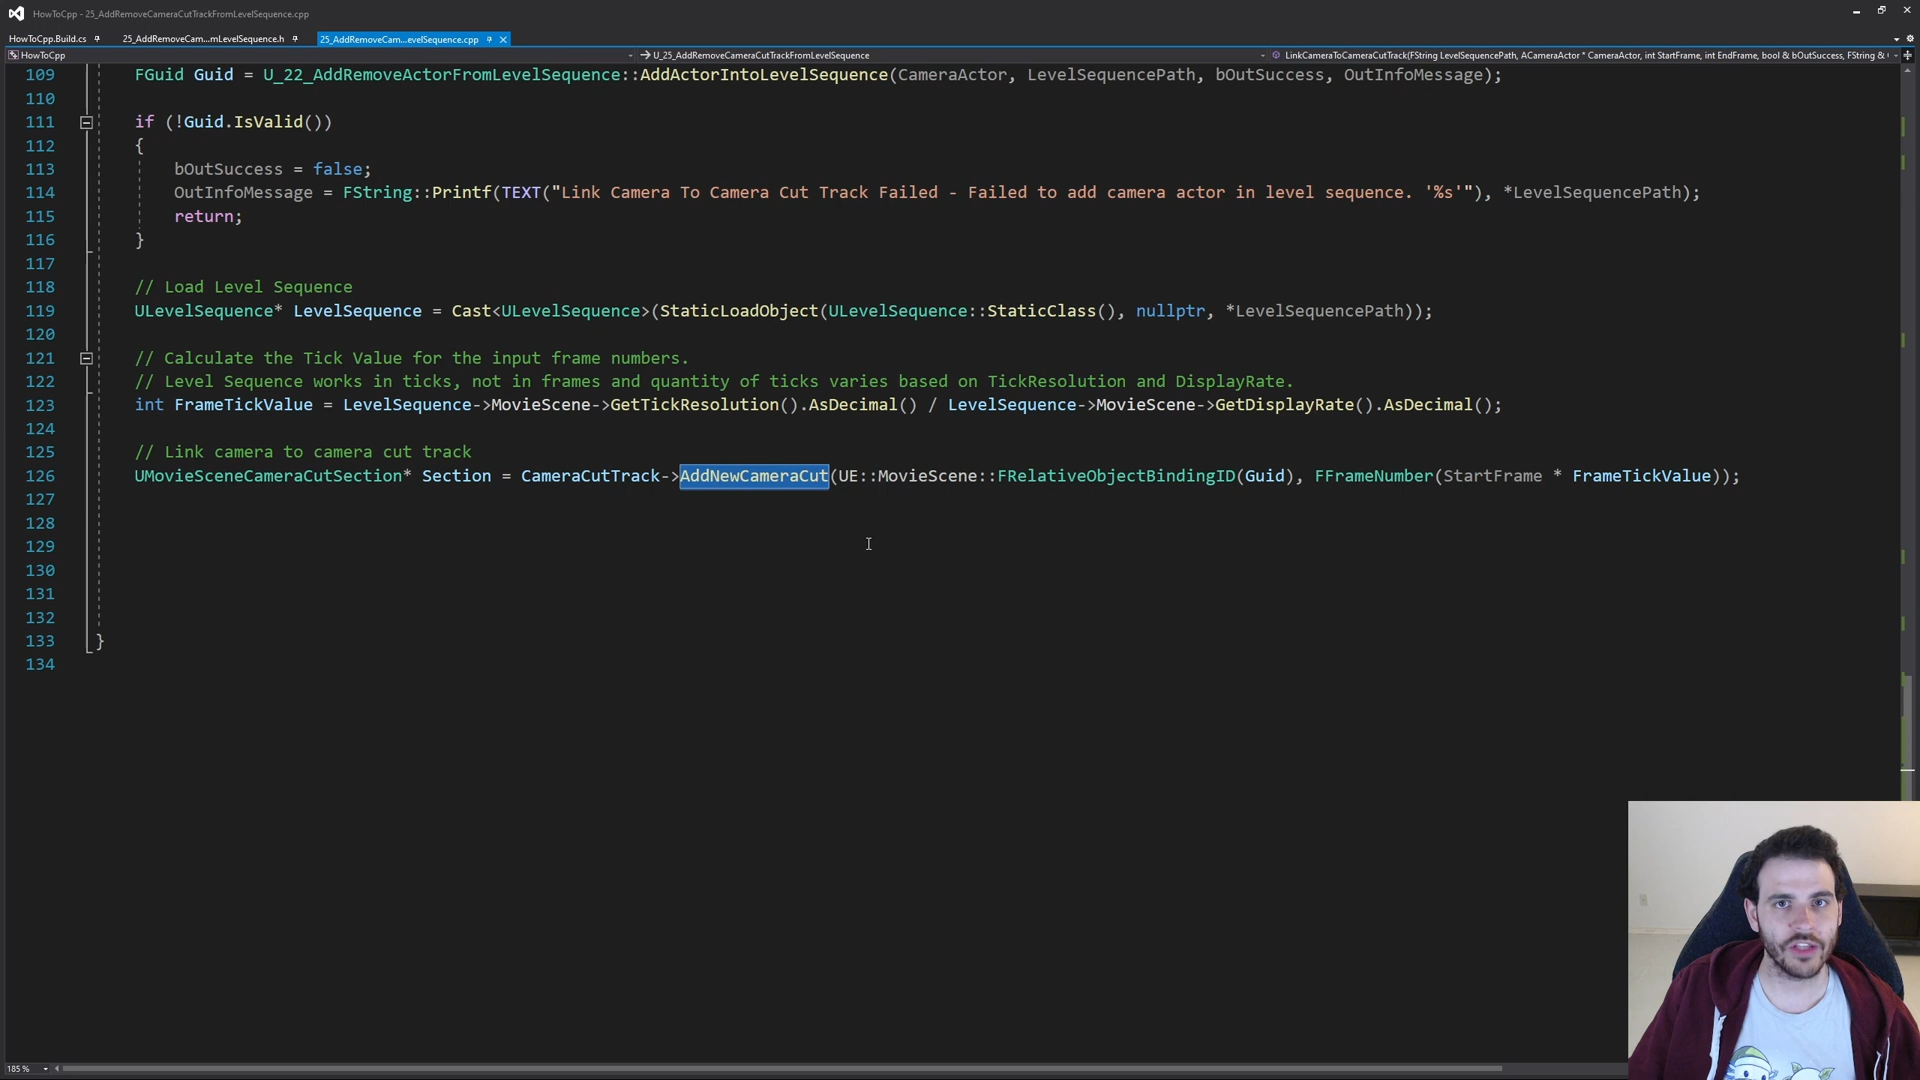 HowToCpp - 25_AddRemoveCameraCutTrackFromLevelSequence.cpp
HowToCpp.Build.cs 25_AddRemoveCam...mLevelSequence.h 25_AddRemoveCam...evelSequence.cpp
HowToCpp U_25_AddRemoveCameraCutTrackFromLevelSequence LinkCameraToCameraCutTrack(FString LevelSequencePath, ACameraActor * CameraActor, int StartFrame, int EndFrame, bool & bOutSuccess, FString &
109 FGuid Guid = U_22_AddRemoveActorFromLevelSequence::AddActorIntoLevelSequence(CameraActor, LevelSequencePath, bOutSuccess, OutInfoMessage);
110
111 if (!Guid.IsValid())
112 {
113 bOutSuccess = false;
114 OutInfoMessage = FString::Printf(TEXT("Link Camera To Camera Cut Track Failed - Failed to add camera actor in level sequence. '%s'"), *LevelSequencePath);
115 return;
116 }
117
118 // Load Level Sequence
119 ULevelSequence* LevelSequence = Cast<ULevelSequence>(StaticLoadObject(ULevelSequence::StaticClass(), nullptr, *LevelSequencePath));
120
121 // Calculate the Tick Value for the input frame numbers.
122 // Level Sequence works in ticks, not in frames and quantity of ticks varies based on TickResolution and DisplayRate.
123 int FrameTickValue = LevelSequence->MovieScene->GetTickResolution().AsDecimal() / LevelSequence->MovieScene->GetDisplayRate().AsDecimal();
124
125 // Link camera to camera cut track
126 UMovieSceneCameraCutSection* Section = CameraCutTrack->AddNewCameraCut(UE::MovieScene::FRelativeObjectBindingID(Guid), FFrameNumber(StartFrame * FrameTickValue));
127
128
129
130
131
132
133 }
134
185 %